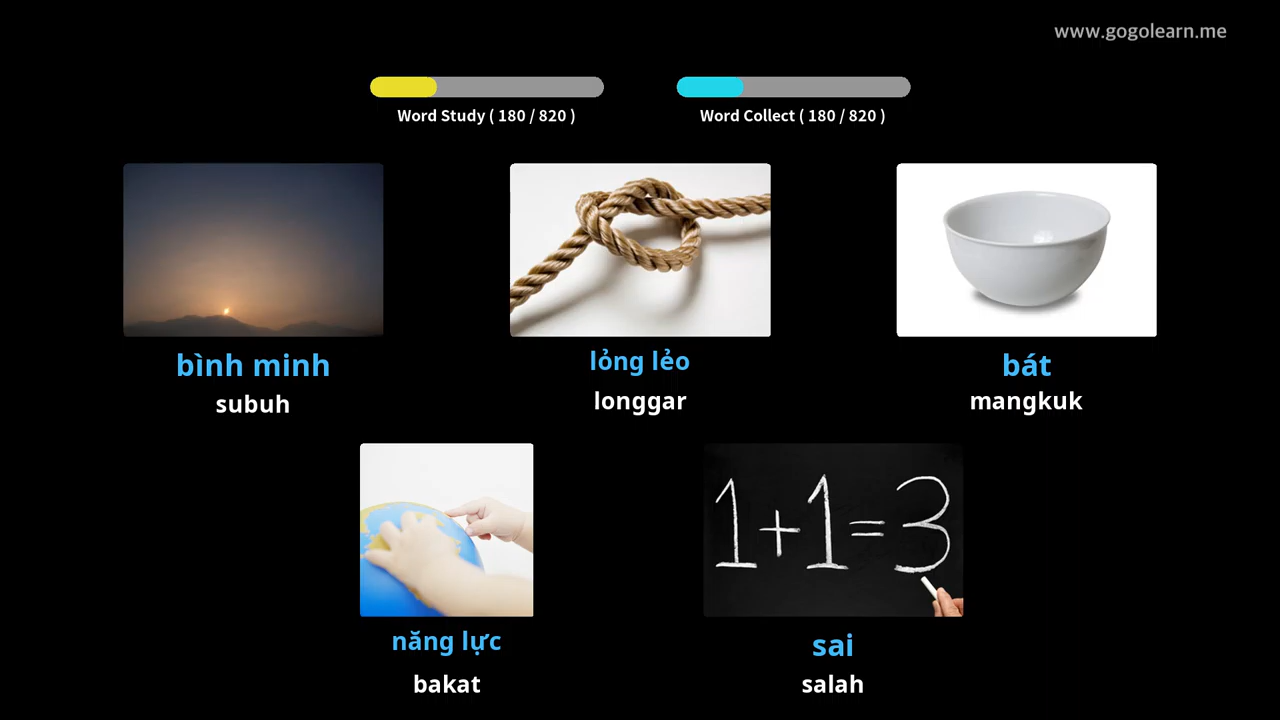 www.gogolearn.me
Word Study ( 180 / 820 )
Word Collect ( 180 / 820 )
bình minh
subuh
lỏng lẻo
longgar
bát
mangkuk
1+1=3
năng lực
bakat
sai
salah